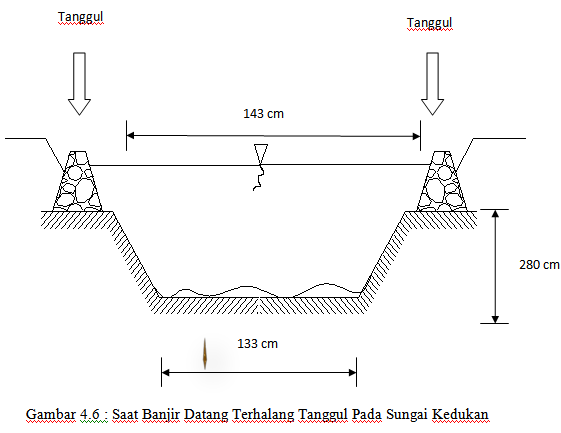 Tanggul
Tanggul
143 cm
280 cm
133 cm
Gambar 4.6 : Saat Banjir Datang Terhalang Tanggul Pada Sungai Kedukan